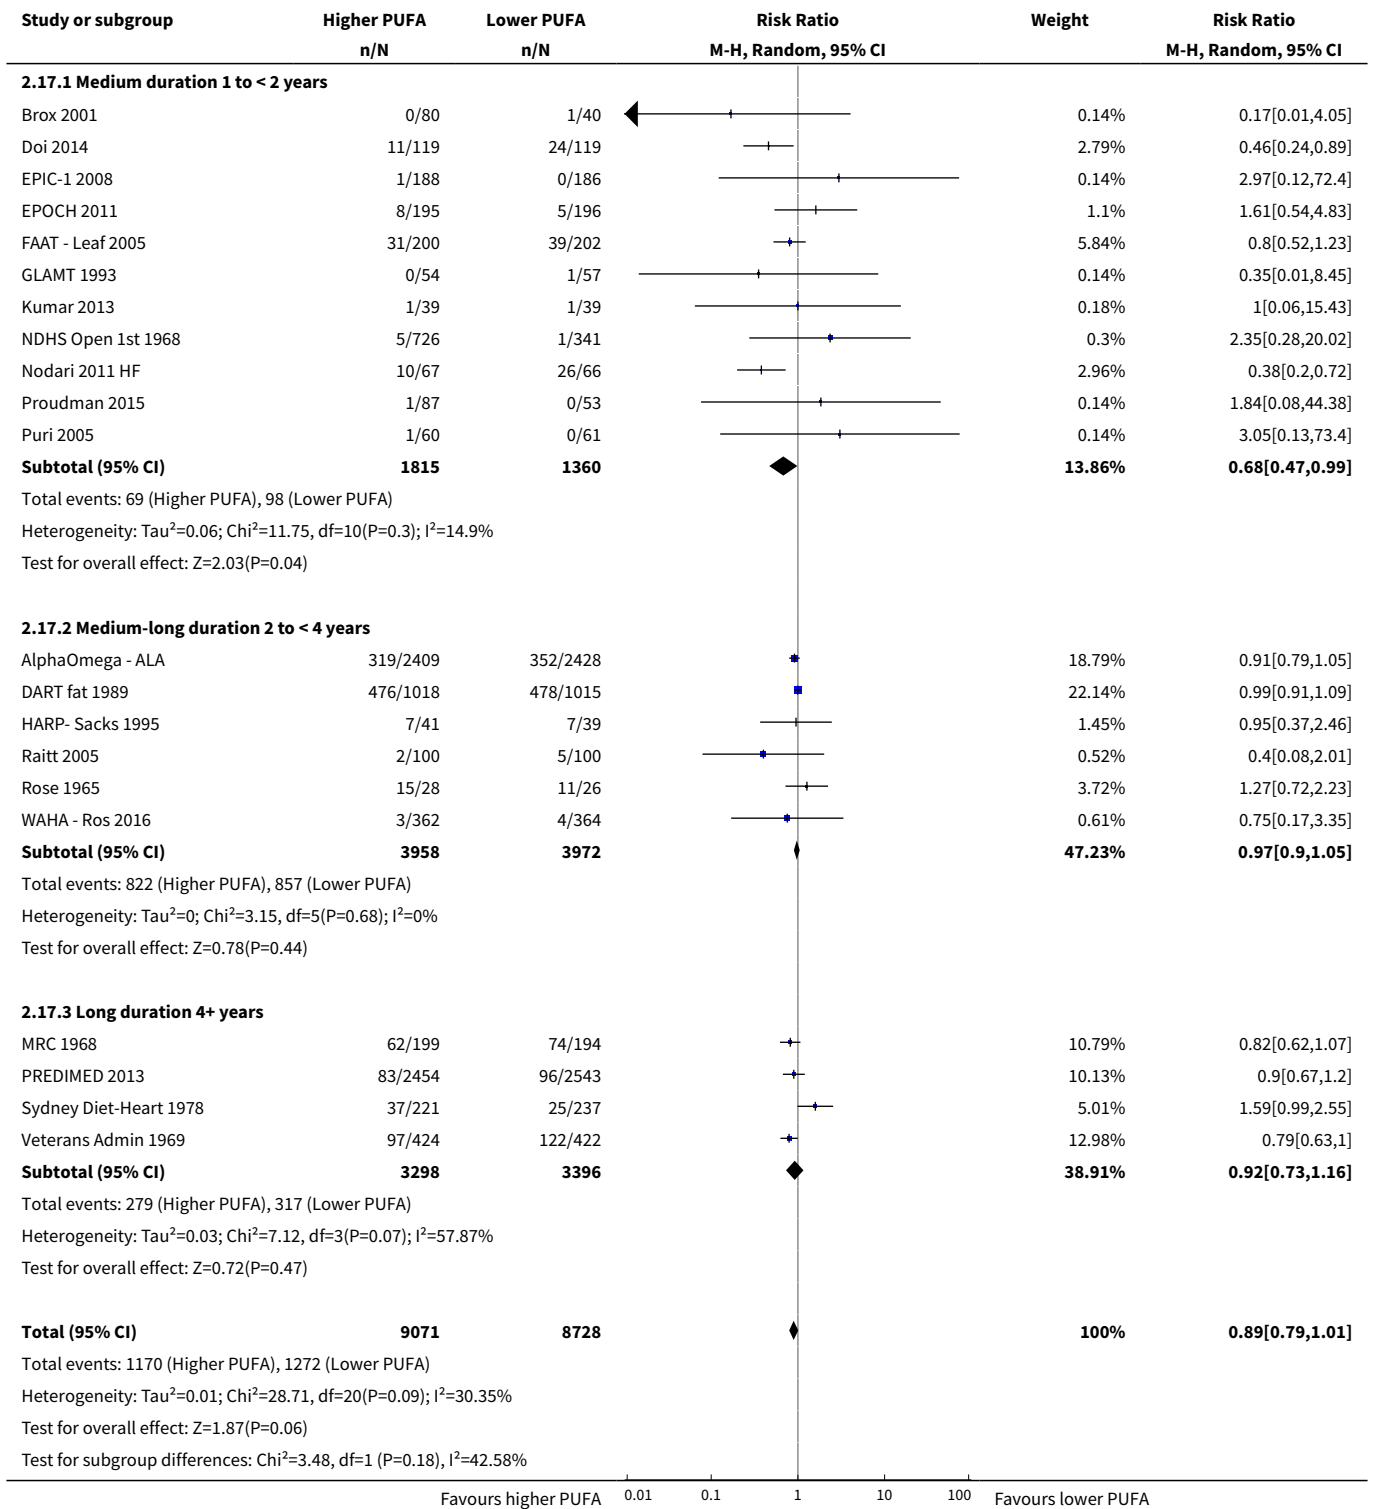 Study or subgroup Higher PUFA Lower PUFA Risk Ratio Weight Risk Ratio
n/N n/N M-H, Random, 95% CI M-H, Random, 95% CI
2.17.1 Medium duration 1 to < 2 years
Brox 2001 0/80 1/40 0.14% 0.17[0.01,4.05]
Doi 2014 11/119 24/119 2.79% 0.46[0.24,0.89]
EPIC-1 2008 1/188 0/186 0.14% 2.97[0.12,72.4]
EPOCH 2011 8/195 5/196 1.1% 1.61[0.54,4.83]
FAAT - Leaf 2005 31/200 39/202 5.84% 0.8[0.52,1.23]
GLAMT 1993 0/54 1/57 0.14% 0.35[0.01,8.45]
Kumar 2013 1/39 1/39 0.18% 1[0.06,15.43]
NDHS Open 1st 1968 5/726 1/341 0.3% 2.35[0.28,20.02]
Nodari 2011 HF 10/67 26/66 2.96% 0.38[0.2,0.72]
Proudman 2015 1/87 0/53 0.14% 1.84[0.08,44.38]
Puri 2005 1/60 0/61 0.14% 3.05[0.13,73.4]
Subtotal (95% CI) 1815 1360 13.86% 0.68[0.47,0.99]
Total events: 69 (Higher PUFA), 98 (Lower PUFA)
Heterogeneity: Tau²=0.06; Chi²=11.75, df=10(P=0.3); I²=14.9%
Test for overall effect: Z=2.03(P=0.04)
2.17.2 Medium-long duration 2 to < 4 years
AlphaOmega - ALA 319/2409 352/2428 18.79% 0.91[0.79,1.05]
DART fat 1989 476/1018 478/1015 22.14% 0.99[0.91,1.09]
HARP- Sacks 1995 7/41 7/39 1.45% 0.95[0.37,2.46]
Raitt 2005 2/100 5/100 0.52% 0.4[0.08,2.01]
Rose 1965 15/28 11/26 3.72% 1.27[0.72,2.23]
WAHA - Ros 2016 3/362 4/364 0.61% 0.75[0.17,3.35]
Subtotal (95% CI) 3958 3972 47.23% 0.97[0.9,1.05]
Total events: 822 (Higher PUFA), 857 (Lower PUFA)
Heterogeneity: Tau²=0; Chi²=3.15, df=5(P=0.68); I²=0%
Test for overall effect: Z=0.78(P=0.44)
2.17.3 Long duration 4+ years
MRC 1968 62/199 74/194 10.79% 0.82[0.62,1.07]
PREDIMED 2013 83/2454 96/2543 10.13% 0.9[0.67,1.2]
Sydney Diet-Heart 1978 37/221 25/237 5.01% 1.59[0.99,2.55]
Veterans Admin 1969 97/424 122/422 12.98% 0.79[0.63,1]
Subtotal (95% CI) 3298 3396 38.91% 0.92[0.73,1.16]
Total events: 279 (Higher PUFA), 317 (Lower PUFA)
Heterogeneity: Tau²=0.03; Chi²=7.12, df=3(P=0.07); I²=57.87%
Test for overall effect: Z=0.72(P=0.47)
Total (95% CI) 9071 8728 100% 0.89[0.79,1.01]
Total events: 1170 (Higher PUFA), 1272 (Lower PUFA)
Heterogeneity: Tau²=0.01; Chi²=28.71, df=20(P=0.09); I²=30.35%
Test for overall effect: Z=1.87(P=0.06)
Test for subgroup differences: Chi²=3.48, df=1 (P=0.18), I²=42.58%
Favours higher PUFA 0.01 0.1 1 10 100 Favours lower PUFA